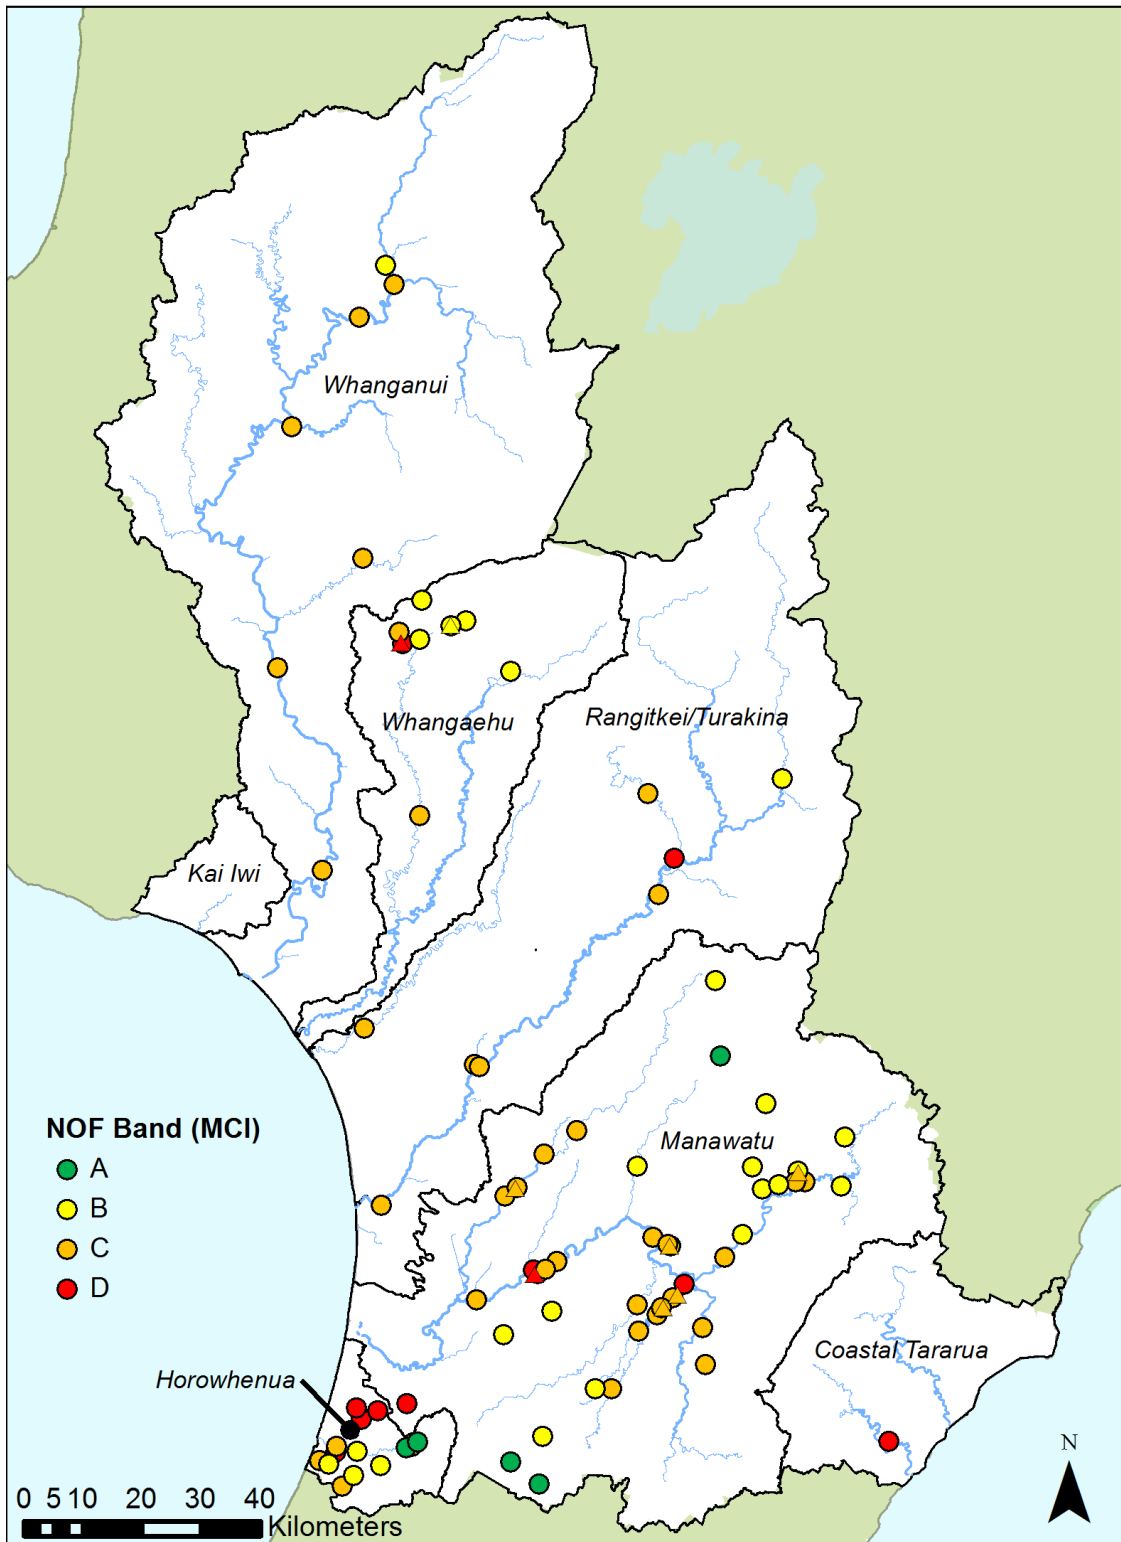 Whanganui
Whangaehu
Rangitkei/Turakina
Kai Iwi
NOF Band (MCI)
A
B
C
D
Manawatu
Coastal Tararua
Horowhenua
N
0 5 10 20 30 40
Kilometers